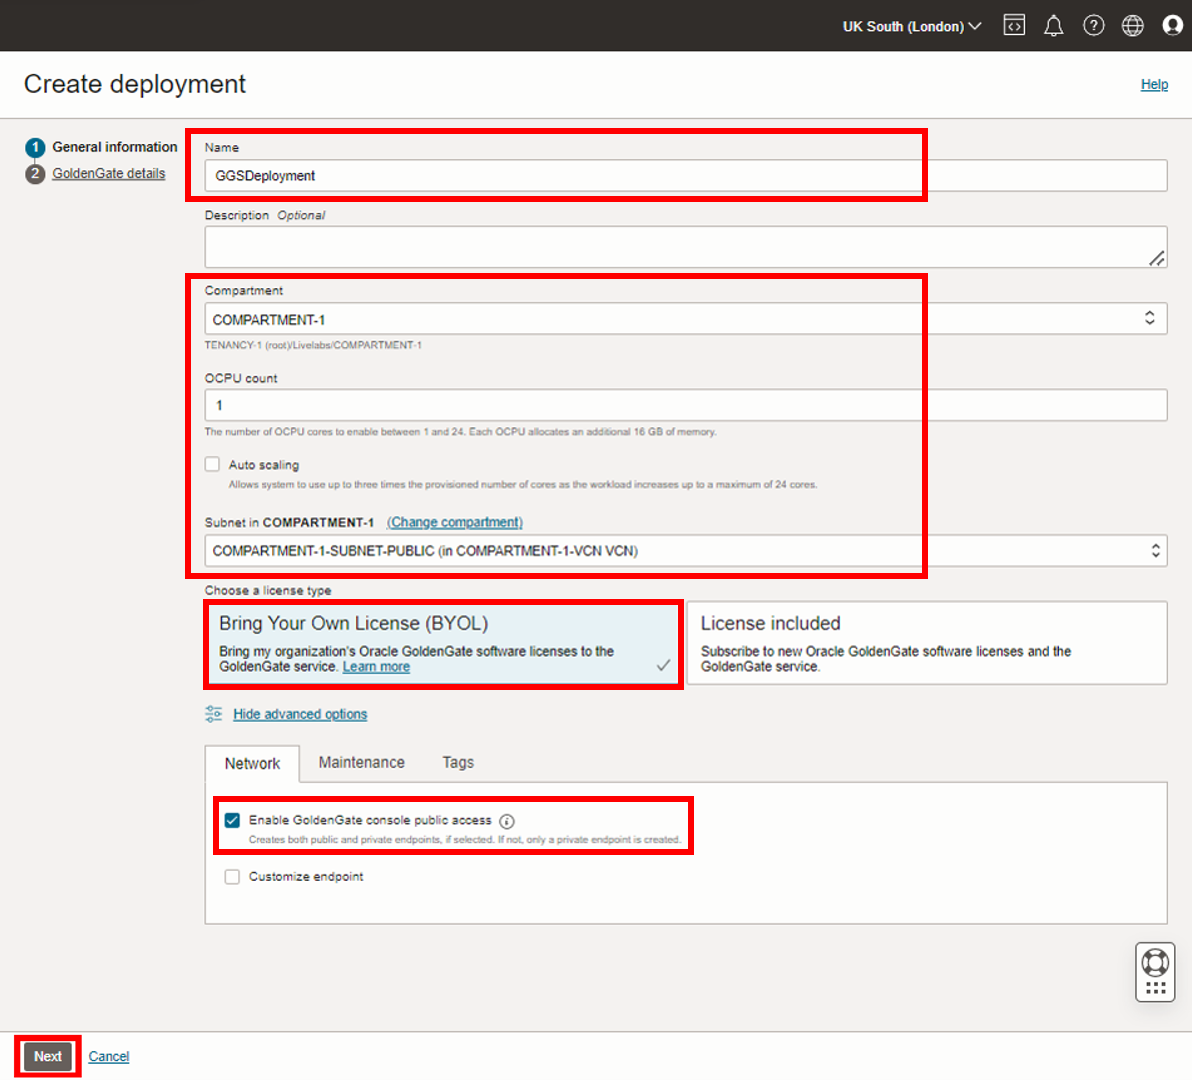 UK South (London)
Create deployment
Help
1 General information
2 GoldenGate details
Name
GGSDeployment
Description Optional
Compartment
COMPARTMENT-1
TENANCY-1 (root)/Livelabs/COMPARTMENT-1
OCPU count
1
The number of OCPU cores to enable between 1 and 24. Each OCPU allocates an additional 16 GB of memory.
Auto scaling
Allows system to use up to three times the provisioned number of cores as the workload increases up to a maximum of 24 cores.
Subnet in COMPARTMENT-1 (Change compartment)
COMPARTMENT-1-SUBNET-PUBLIC (in COMPARTMENT-1-VCN VCN)
Choose a license type
Bring Your Own License (BYOL)
Bring my organization's Oracle GoldenGate software licenses to the
GoldenGate service. Learn more
License included
Subscribe to new Oracle GoldenGate software licenses and the
GoldenGate service.
Hide advanced options
Network Maintenance Tags
Enable GoldenGate console public access
Creates both public and private endpoints, if selected. If not, only a private endpoint is created.
Customize endpoint
Next Cancel